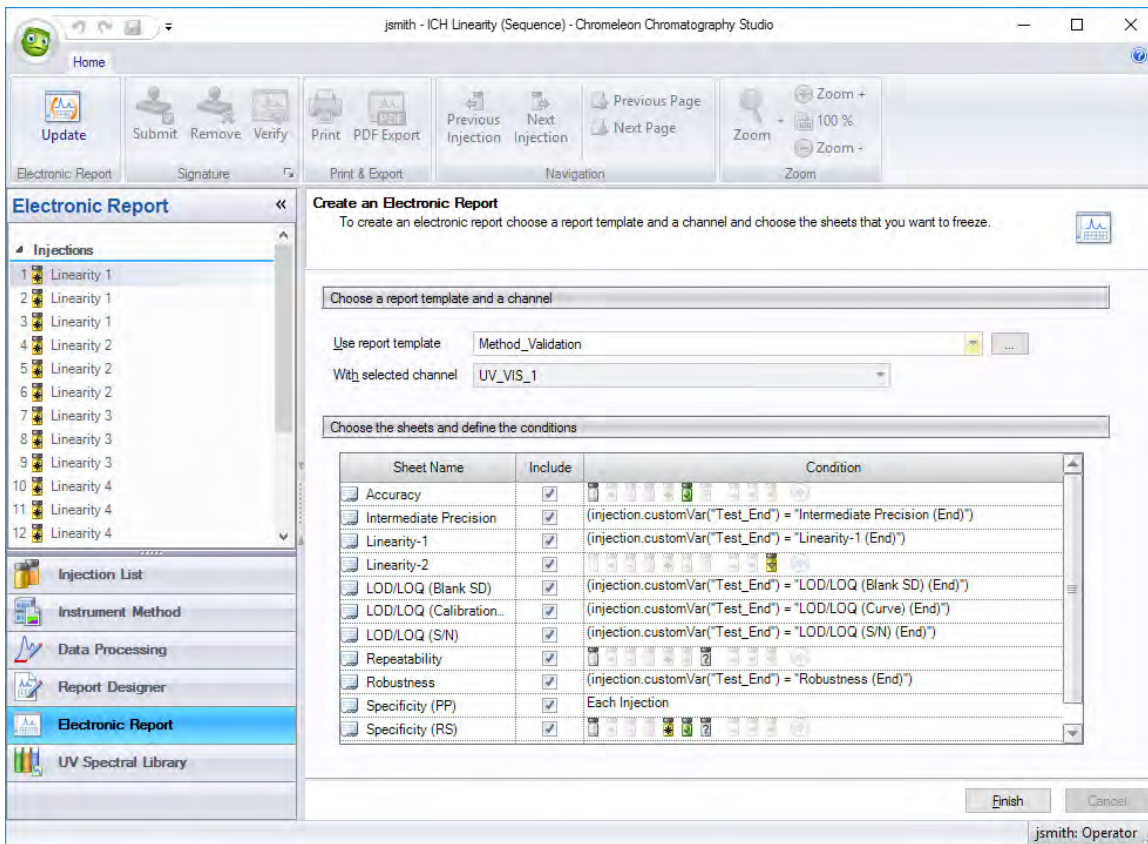 jsmith - ICH Linearity (Sequence) - Chromeleon Chromatography Studio
Home
Update
Submit Remove Verify
Print PDF Export
Previous Injection
Next Injection
Previous Page
Next Page
Zoom
Zoom +
100 %
Zoom -
Electronic Report
Signature
Print & Export
Navigation
Zoom
Electronic Report «
Injections
1 Linearity 1
2 Linearity 1
3 Linearity 1
4 Linearity 2
5 Linearity 2
6 Linearity 2
7 Linearity 3
8 Linearity 3
9 Linearity 3
10 Linearity 4
11 Linearity 4
12 Linearity 4
Injection List
Instrument Method
Data Processing
Report Designer
Electronic Report
UV Spectral Library
Create an Electronic Report
To create an electronic report choose a report template and a channel and choose the sheets that you want to freeze.
Choose a report template and a channel
Use report template Method_Validation ...
With selected channel UV_VIS_1
Choose the sheets and define the conditions
Sheet Name Include Condition
Accuracy
Intermediate Precision (injection.customVar("Test_End") = "Intermediate Precision (End)")
Linearity-1 (injection.customVar("Test_End") = "Linearity-1 (End)")
Linearity-2
LOD/LOQ (Blank SD) (injection.customVar("Test_End") = "LOD/LOQ (Blank SD) (End)")
LOD/LOQ (Calibration... (injection.customVar("Test_End") = "LOD/LOQ (Curve) (End)")
LOD/LOQ (S/N) (injection.customVar("Test_End") = "LOD/LOQ (S/N) (End)")
Repeatability
Robustness (injection.customVar("Test_End") = "Robustness (End)")
Specificity (PP) Each Injection
Specificity (RS)
Finish Cancel
jsmith: Operator